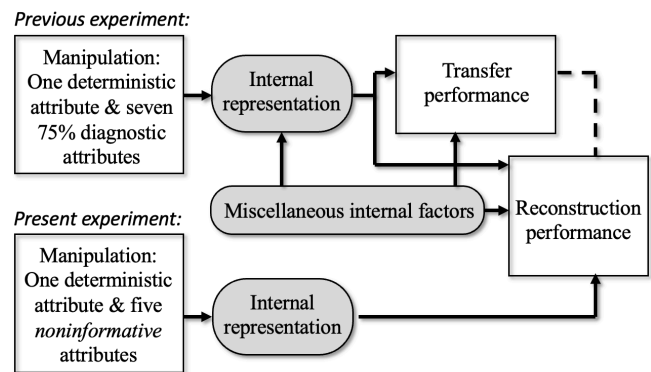 Previous experiment:
Manipulation:
One deterministic
attribute & seven
75% diagnostic
attributes
Internal
representation
Transfer
performance
Miscellaneous internal factors
Reconstruction
performance
Present experiment:
Manipulation:
One deterministic
attribute & five
noninformative
attributes
Internal
representation